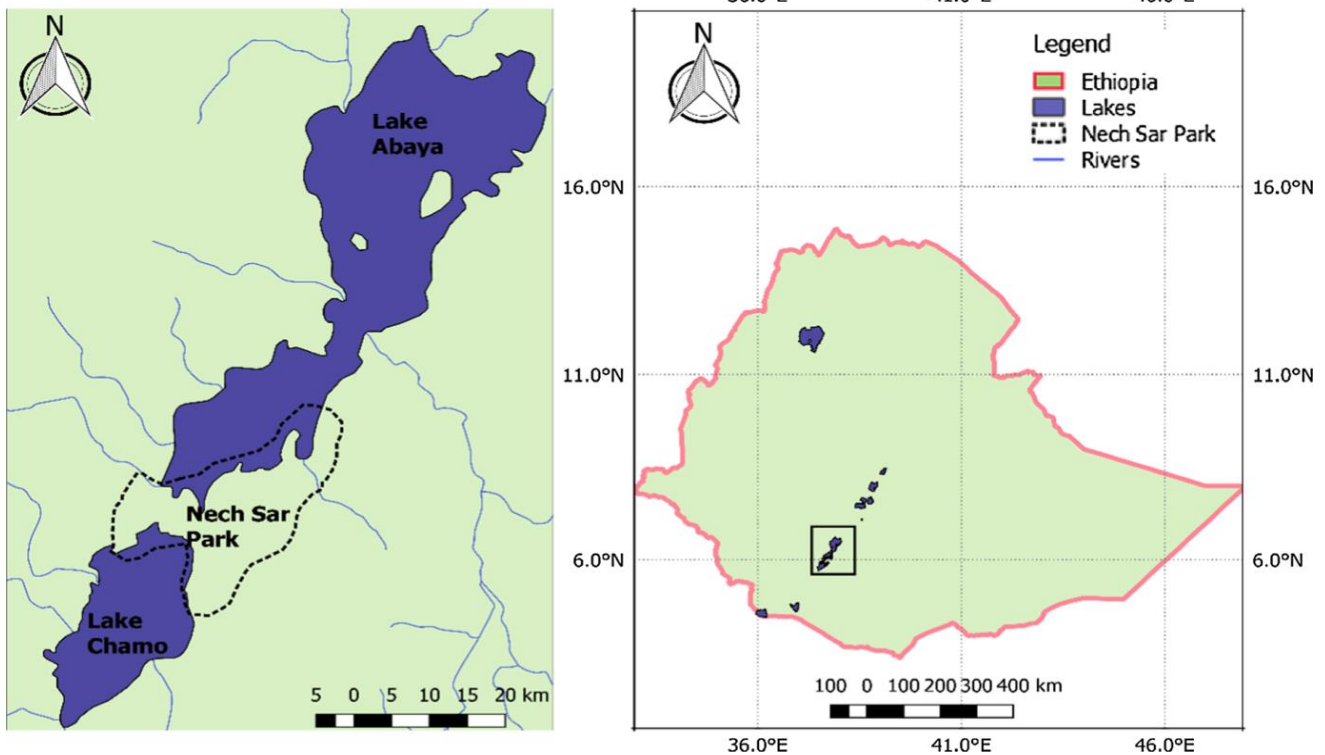 N
Lake
Abaya
Nech Sar
Park
Lake
Chamo
5 0 5 10 15 20 km
N
Legend
Ethiopia
Lakes
Nech Sar Park
Rivers
16.0°N
16.0°N
11.0°N
11.0°N
6.0°N
6.0°N
100 0 100 200 300 400 km
36.0°E
41.0°E
46.0°E